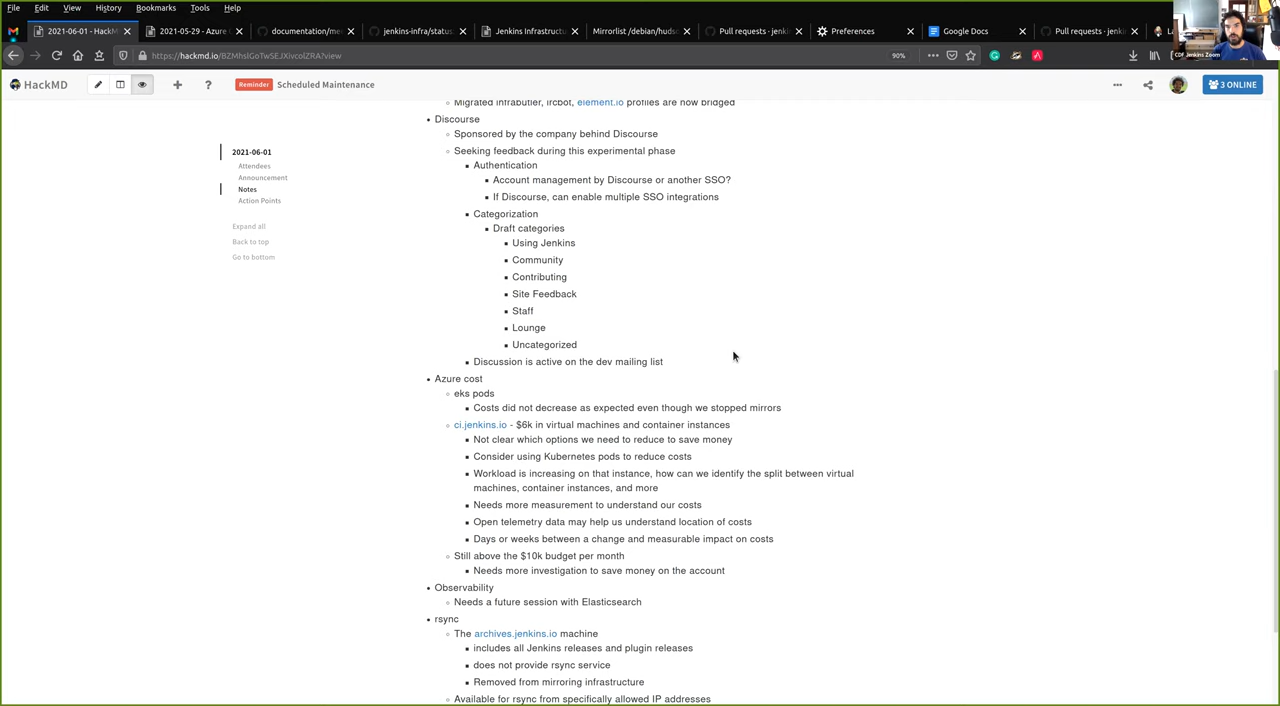 File Edit View History Bookmarks Tools Help
2021-06-01 - HackM
2021-05-29 - Azure
documentation/me
jenkins-infra/status
Jenkins Infrastruct
Mirrorlist /debian/huds
Pull requests · jenki
Preferences
Google Docs
Pull requests · jenki
https://hackmd.io/BZMhslGoTwSEJXivcolZRA?view
90%
CDF Jenkins Zoom
HackMD
Reminder Scheduled Maintenance
3 ONLINE
2021-06-01
Attendees
Announcement
Notes
Action Points
Expand all
Back to top
Go to bottom
Migrated infrabutler, ircbot, element.io profiles are now bridged
Discourse
Sponsored by the company behind Discourse
Seeking feedback during this experimental phase
Authentication
Account management by Discourse or another SSO?
If Discourse, can enable multiple SSO integrations
Categorization
Draft categories
Using Jenkins
Community
Contributing
Site Feedback
Staff
Lounge
Uncategorized
Discussion is active on the dev mailing list
Azure cost
eks pods
Costs did not decrease as expected even though we stopped mirrors
ci.jenkins.io - $6k in virtual machines and container instances
Not clear which options we need to reduce to save money
Consider using Kubernetes pods to reduce costs
Workload is increasing on that instance, how can we identify the split between virtual
machines, container instances, and more
Needs more measurement to understand our costs
Open telemetry data may help us understand location of costs
Days or weeks between a change and measurable impact on costs
Still above the $10k budget per month
Needs more investigation to save money on the account
Observability
Needs a future session with Elasticsearch
rsync
The archives.jenkins.io machine
includes all Jenkins releases and plugin releases
does not provide rsync service
Removed from mirroring infrastructure
Available for rsync from specifically allowed IP addresses